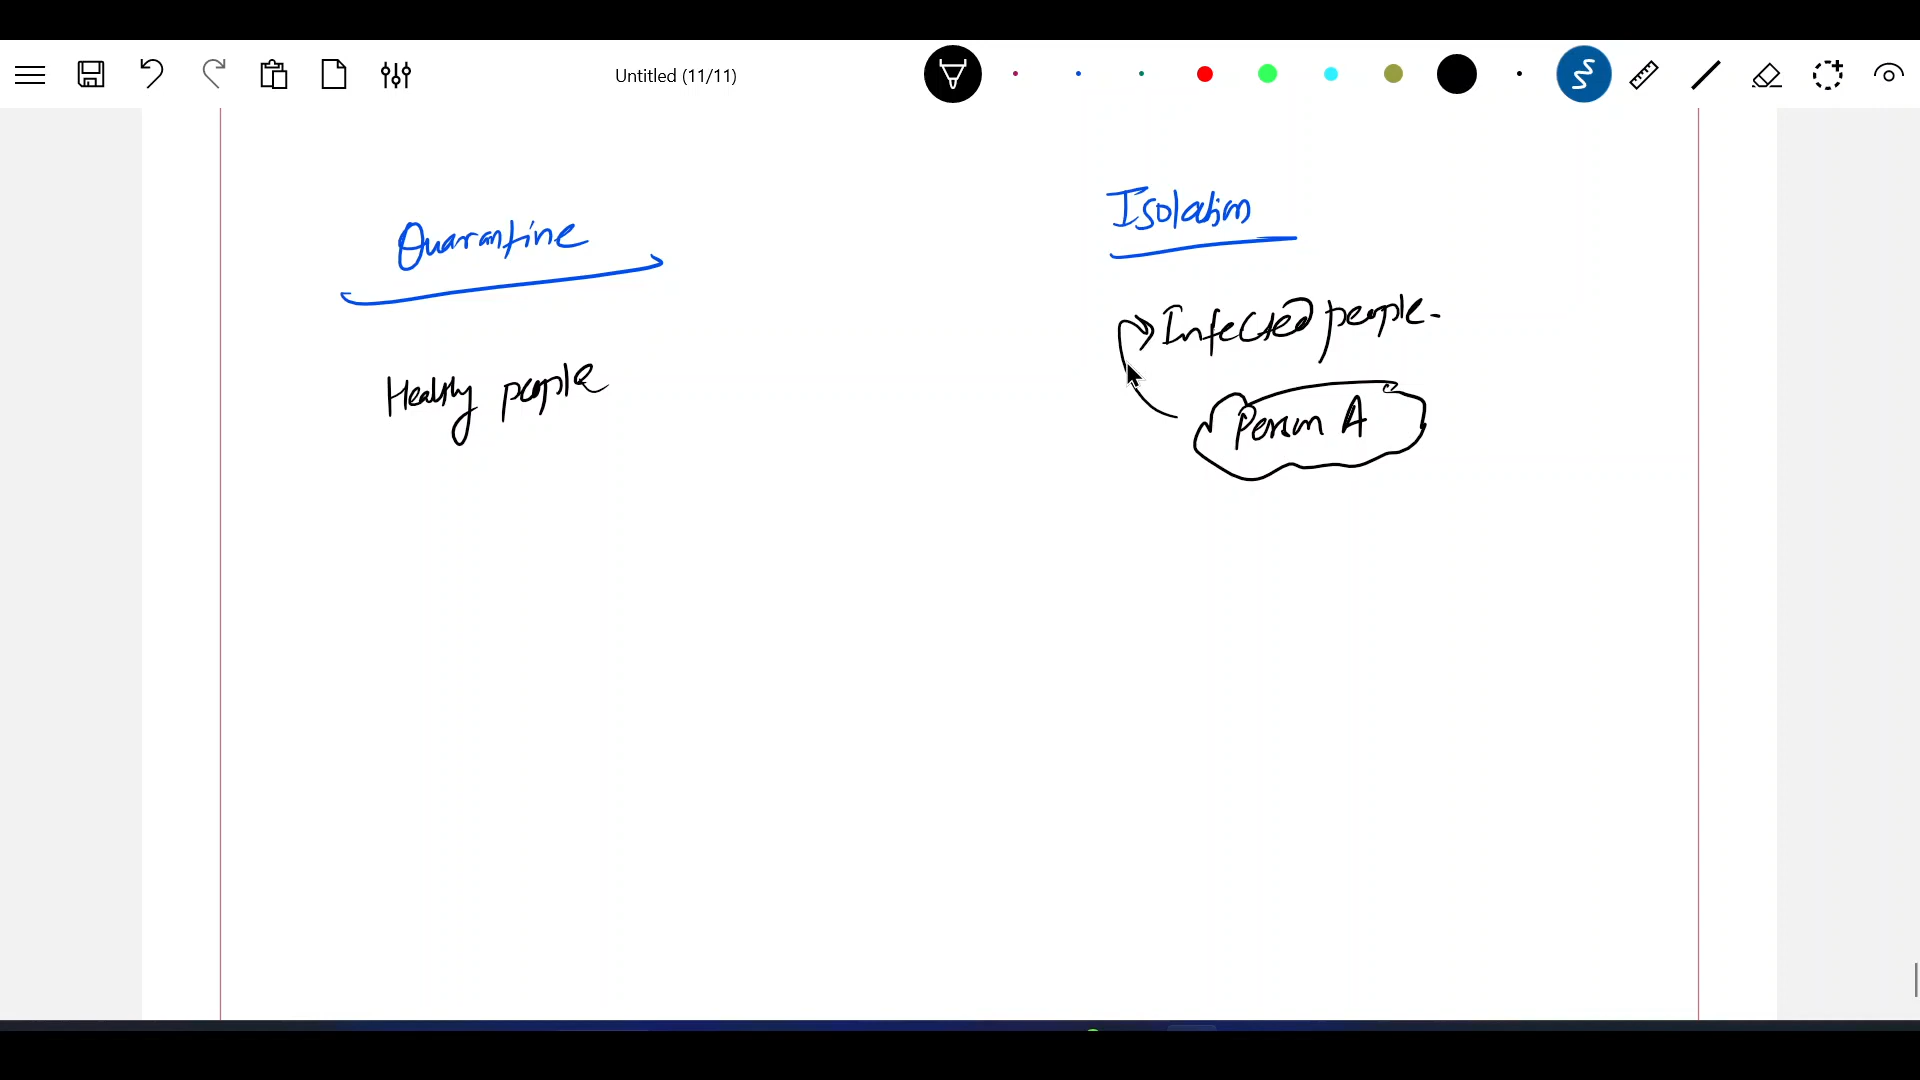 Untitled (11/11)
Quarantine
Healthy people
Isolation
Infected people.
Person A